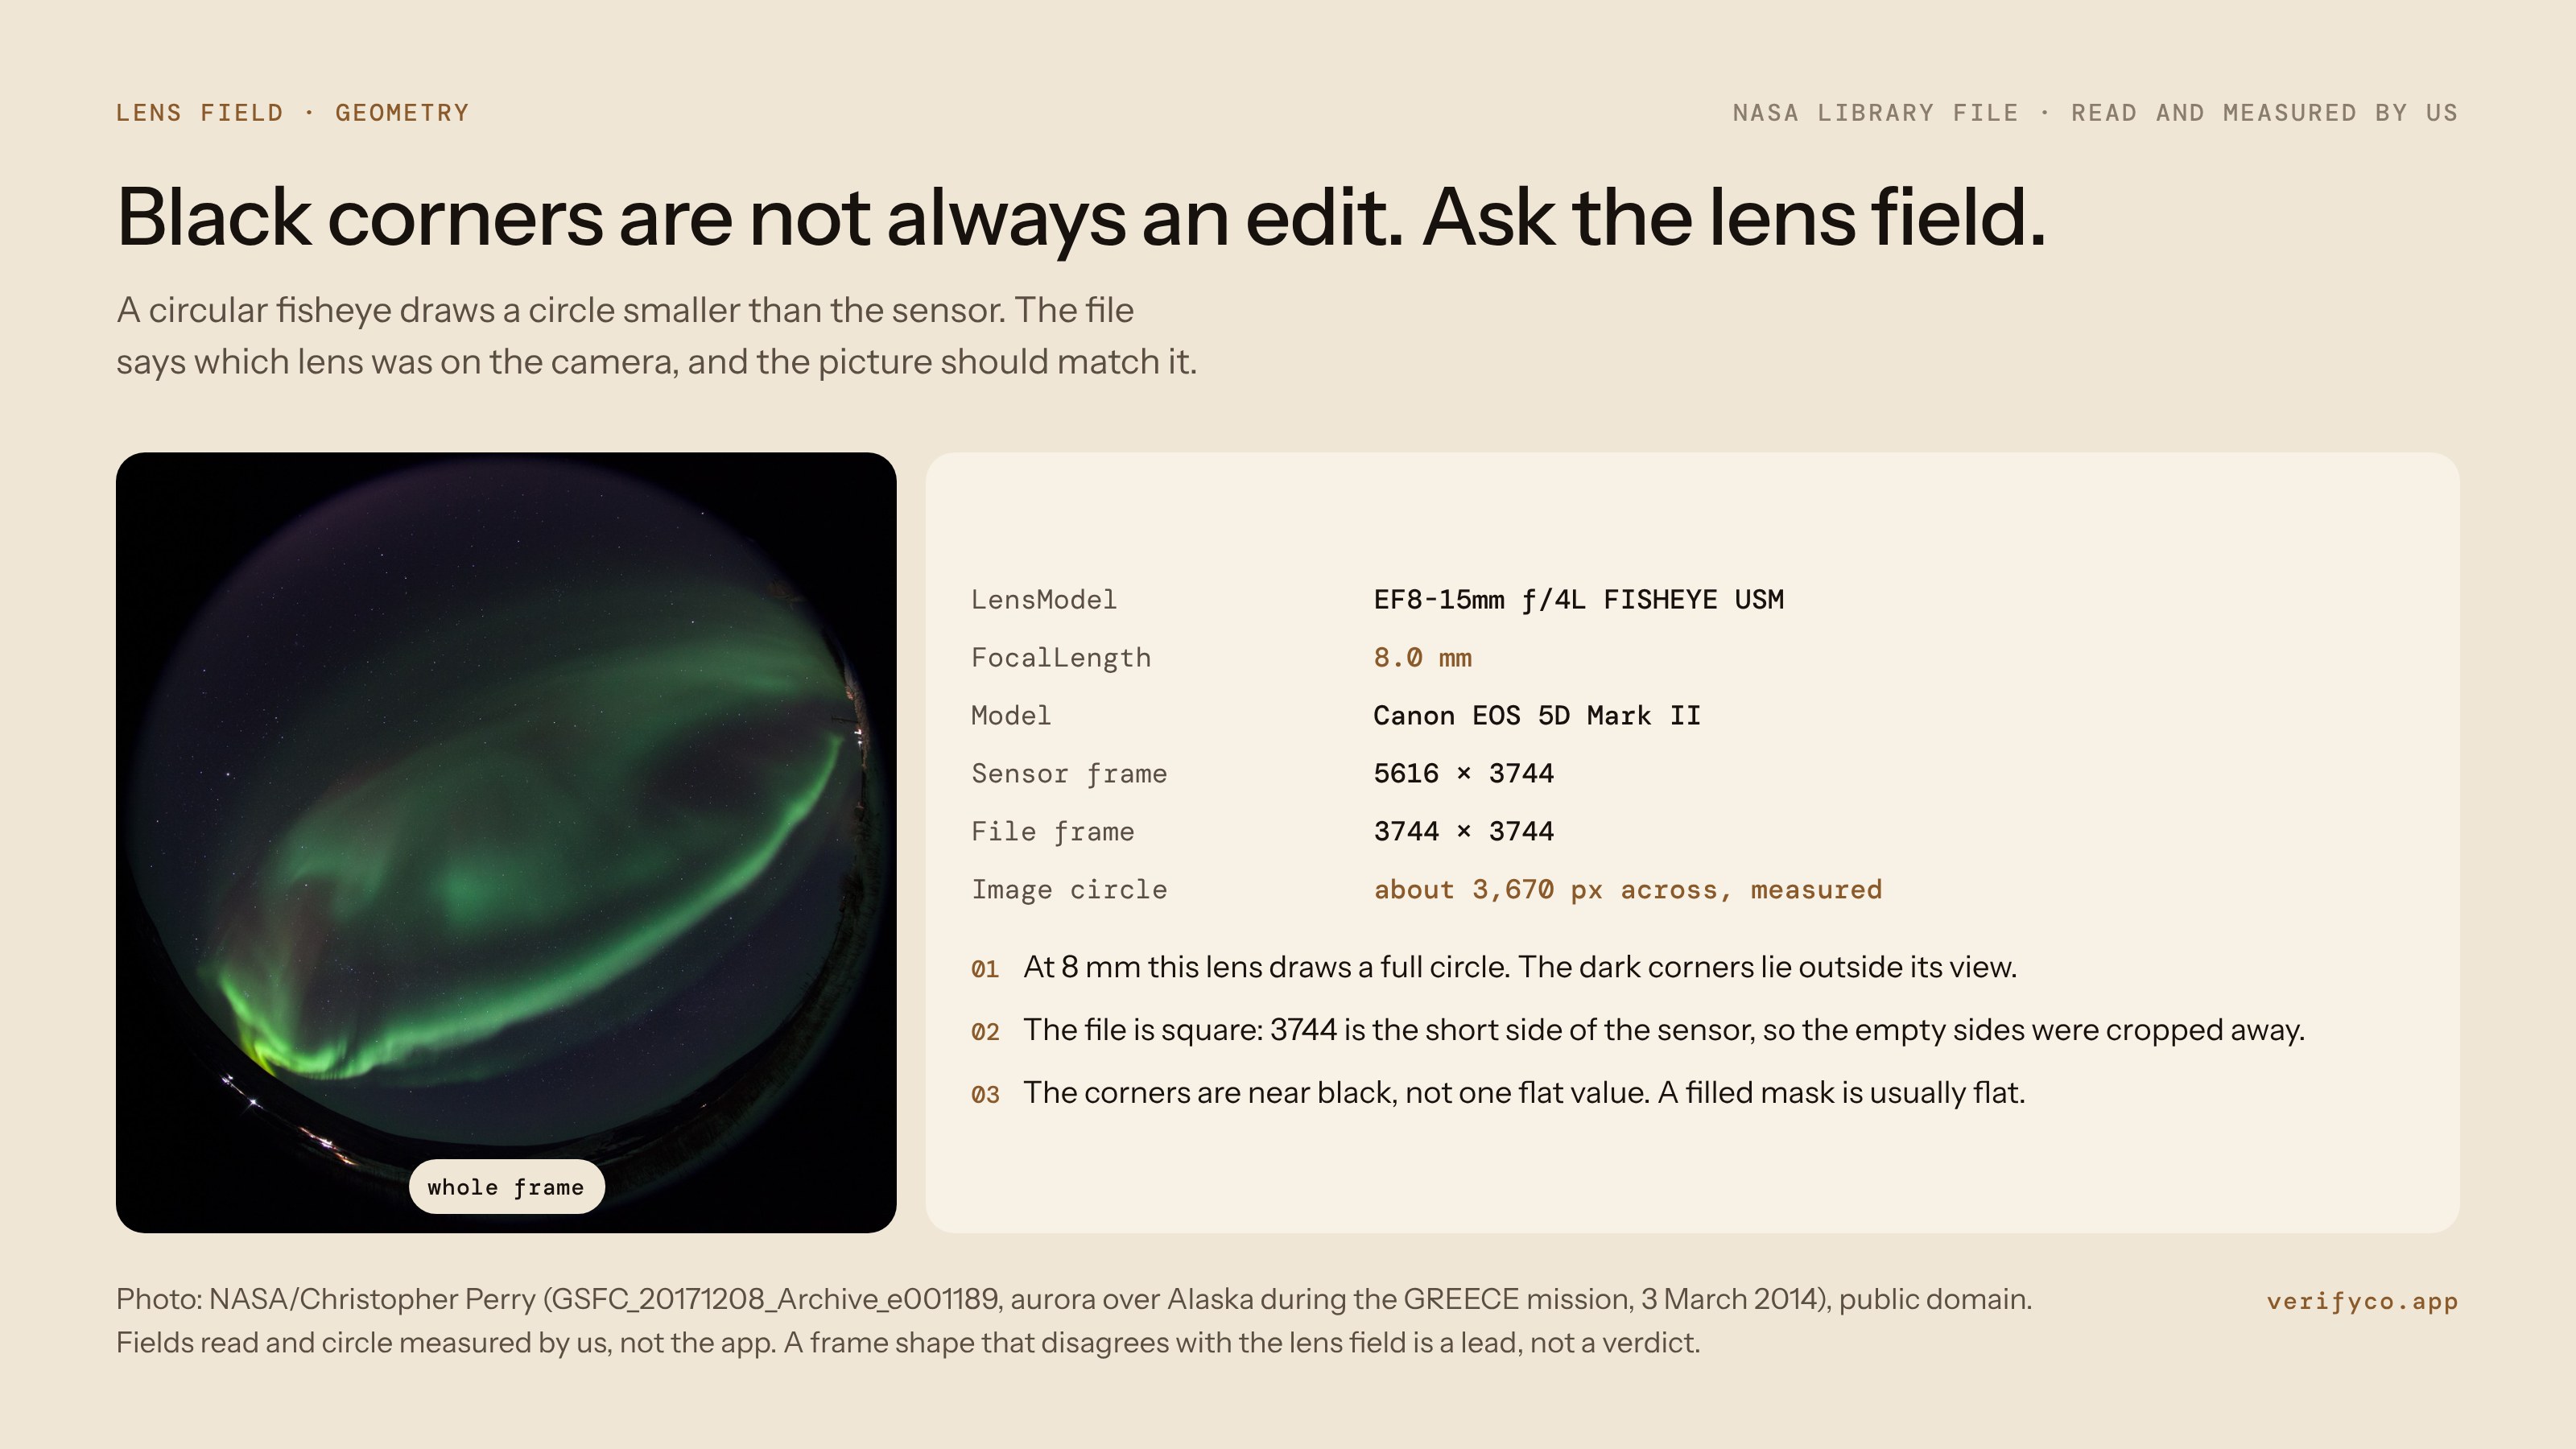 LENS FIELD · GEOMETRY
NASA LIBRARY FILE · READ AND MEASURED BY US
Black corners are not always an edit. Ask the lens field.
A circular fisheye draws a circle smaller than the sensor. The file
says which lens was on the camera, and the picture should match it.
whole frame
LensModel EF8-15mm f/4L FISHEYE USM
FocalLength 8.0 mm
Model Canon EOS 5D Mark II
Sensor frame 5616 × 3744
File frame 3744 × 3744
Image circle about 3,670 px across, measured
01 At 8 mm this lens draws a full circle. The dark corners lie outside its view.
02 The file is square: 3744 is the short side of the sensor, so the empty sides were cropped away.
03 The corners are near black, not one flat value. A filled mask is usually flat.
Photo: NASA/Christopher Perry (GSFC_20171208_Archive_e001189, aurora over Alaska during the GREECE mission, 3 March 2014), public domain.
Fields read and circle measured by us, not the app. A frame shape that disagrees with the lens field is a lead, not a verdict.
verifyco.app